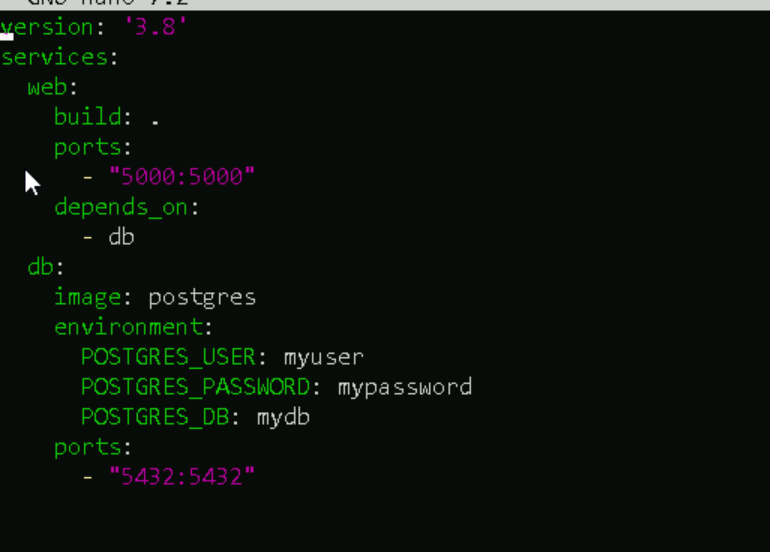 GNU nano 7.2
version: '3.8'
services:
  web:
    build: .
    ports:
      - "5000:5000"
    depends_on:
      - db
  db:
    image: postgres
    environment:
      POSTGRES_USER: myuser
      POSTGRES_PASSWORD: mypassword
      POSTGRES_DB: mydb
    ports:
      - "5432:5432"